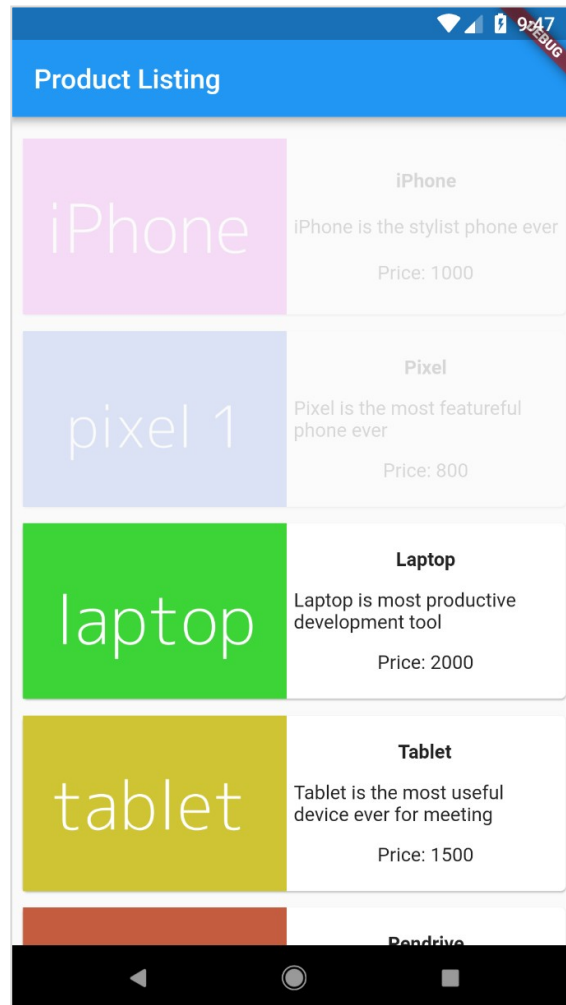 9:47
DEBUG
Product Listing
iPhone
iPhone
iPhone is the stylist phone ever
Price: 1000
pixel 1
Pixel
Pixel is the most featureful
phone ever
Price: 800
laptop
Laptop
Laptop is most productive
development tool
Price: 2000
tablet
Tablet
Tablet is the most useful
device ever for meeting
Price: 1500
Pendrive